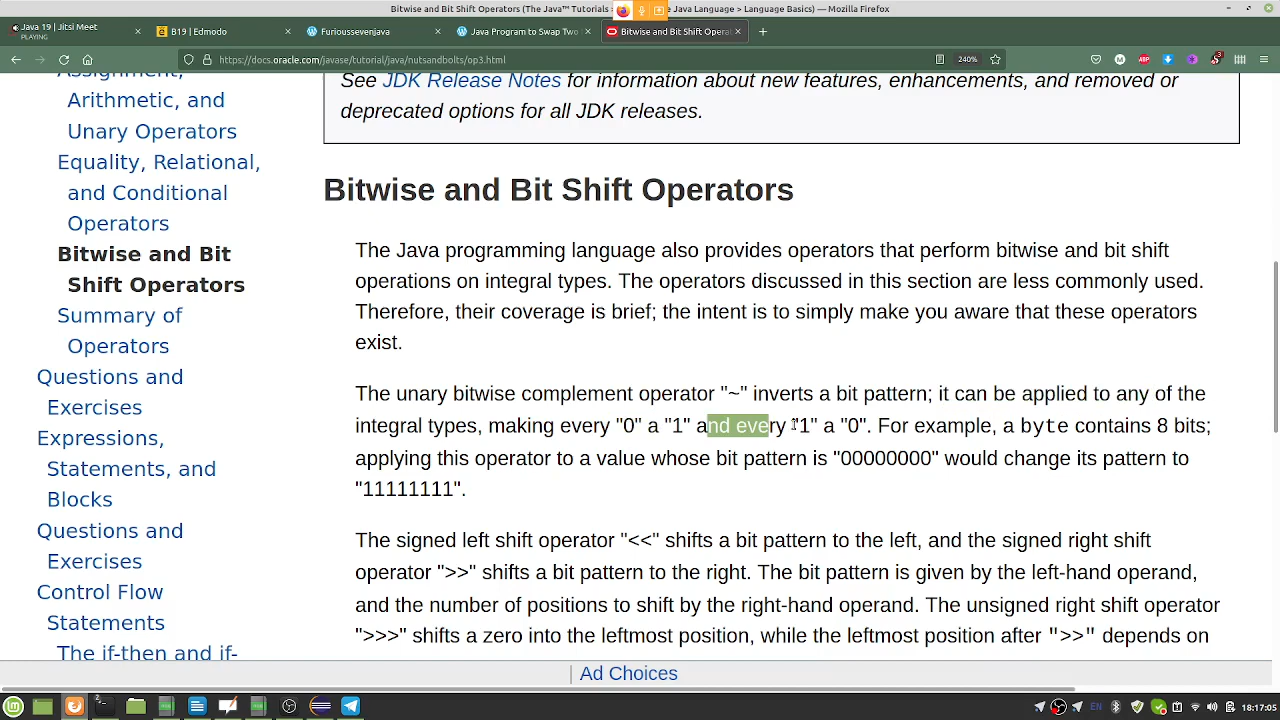 Bitwise and Bit Shift Operators (The Java™ Tutorials
Java Language > Language Basics) — Mozilla Firefox
Java 19 | Jitsi Meet
PLAYING
B19 | Edmodo
Furioussevenjava
Java Program to Swap Two
Bitwise and Bit Shift Operat
https://docs.oracle.com/javase/tutorial/java/nutsandbolts/op3.html
240%
ABP
3
Assignment,
Arithmetic, and
Unary Operators
Equality, Relational,
and Conditional
Operators
Bitwise and Bit
Shift Operators
Summary of
Operators
Questions and
Exercises
Expressions,
Statements, and
Blocks
Questions and
Exercises
Control Flow
Statements
The if-then and if-
See JDK Release Notes for information about new features, enhancements, and removed or
deprecated options for all JDK releases.
Bitwise and Bit Shift Operators
The Java programming language also provides operators that perform bitwise and bit shift
operations on integral types. The operators discussed in this section are less commonly used.
Therefore, their coverage is brief; the intent is to simply make you aware that these operators
exist.
The unary bitwise complement operator "~" inverts a bit pattern; it can be applied to any of the
integral types, making every "0" a "1" and every "1" a "0". For example, a byte contains 8 bits;
applying this operator to a value whose bit pattern is "00000000" would change its pattern to
"11111111".
The signed left shift operator "<<" shifts a bit pattern to the left, and the signed right shift
operator ">>" shifts a bit pattern to the right. The bit pattern is given by the left-hand operand,
and the number of positions to shift by the right-hand operand. The unsigned right shift operator
">>>" shifts a zero into the leftmost position, while the leftmost position after ">>" depends on
Ad Choices
EN
18:17:05